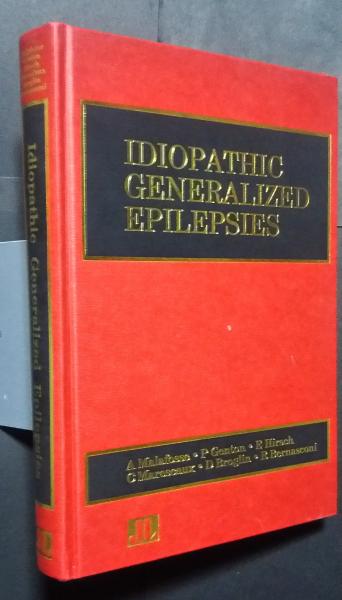 IDIOPATHIC
GENERALIZED
EPILEPSIES
A Malafosse • P Genton • E Hirsch
C Marescaux • D Broglin • R Bernasconi
Idiopathic Generalized Epilepsies